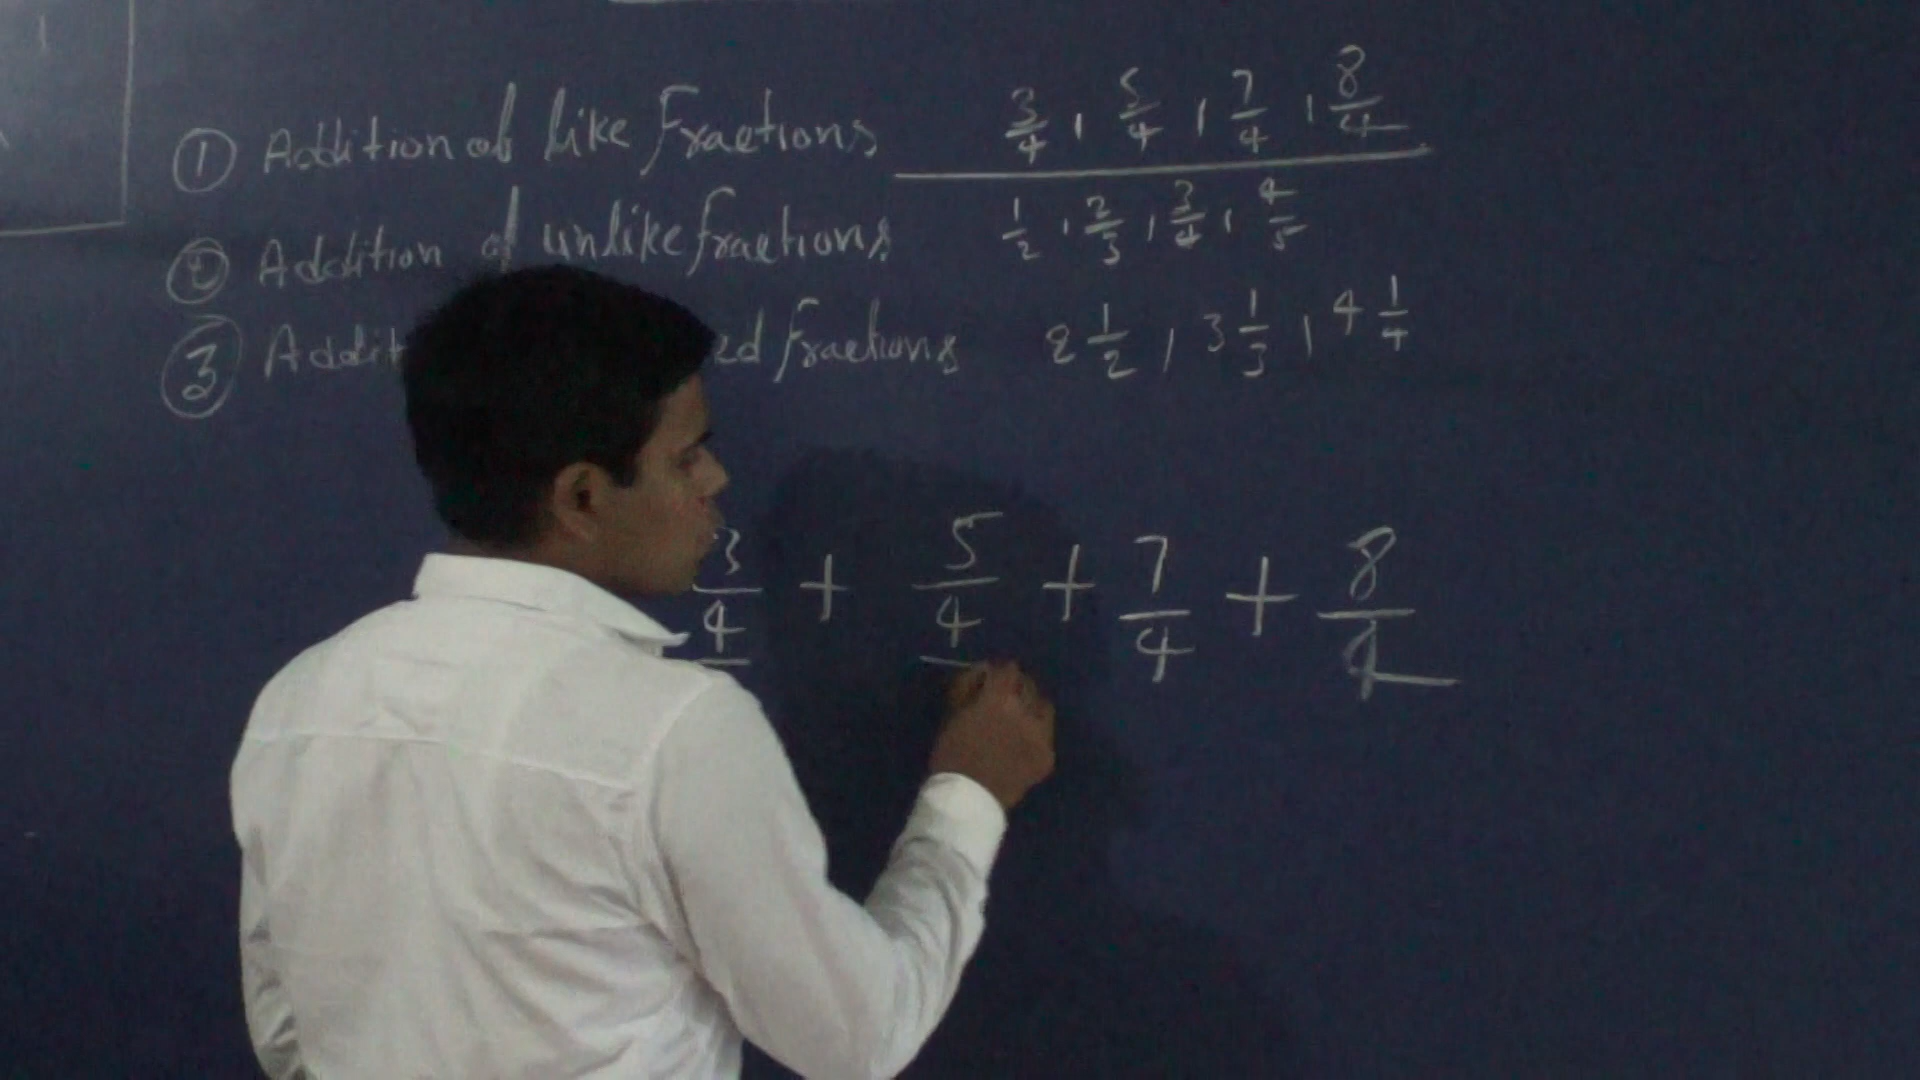 1
① Addition of like Fractions 3/4, 5/4, 7/4, 8/4
② Addition of unlike fractions 1/2, 2/3, 3/4, 4/5
③ Addit ed fractions 2 1/2, 3 1/3, 4 1/4
3/4 + 5/4 + 7/4 + 8/4